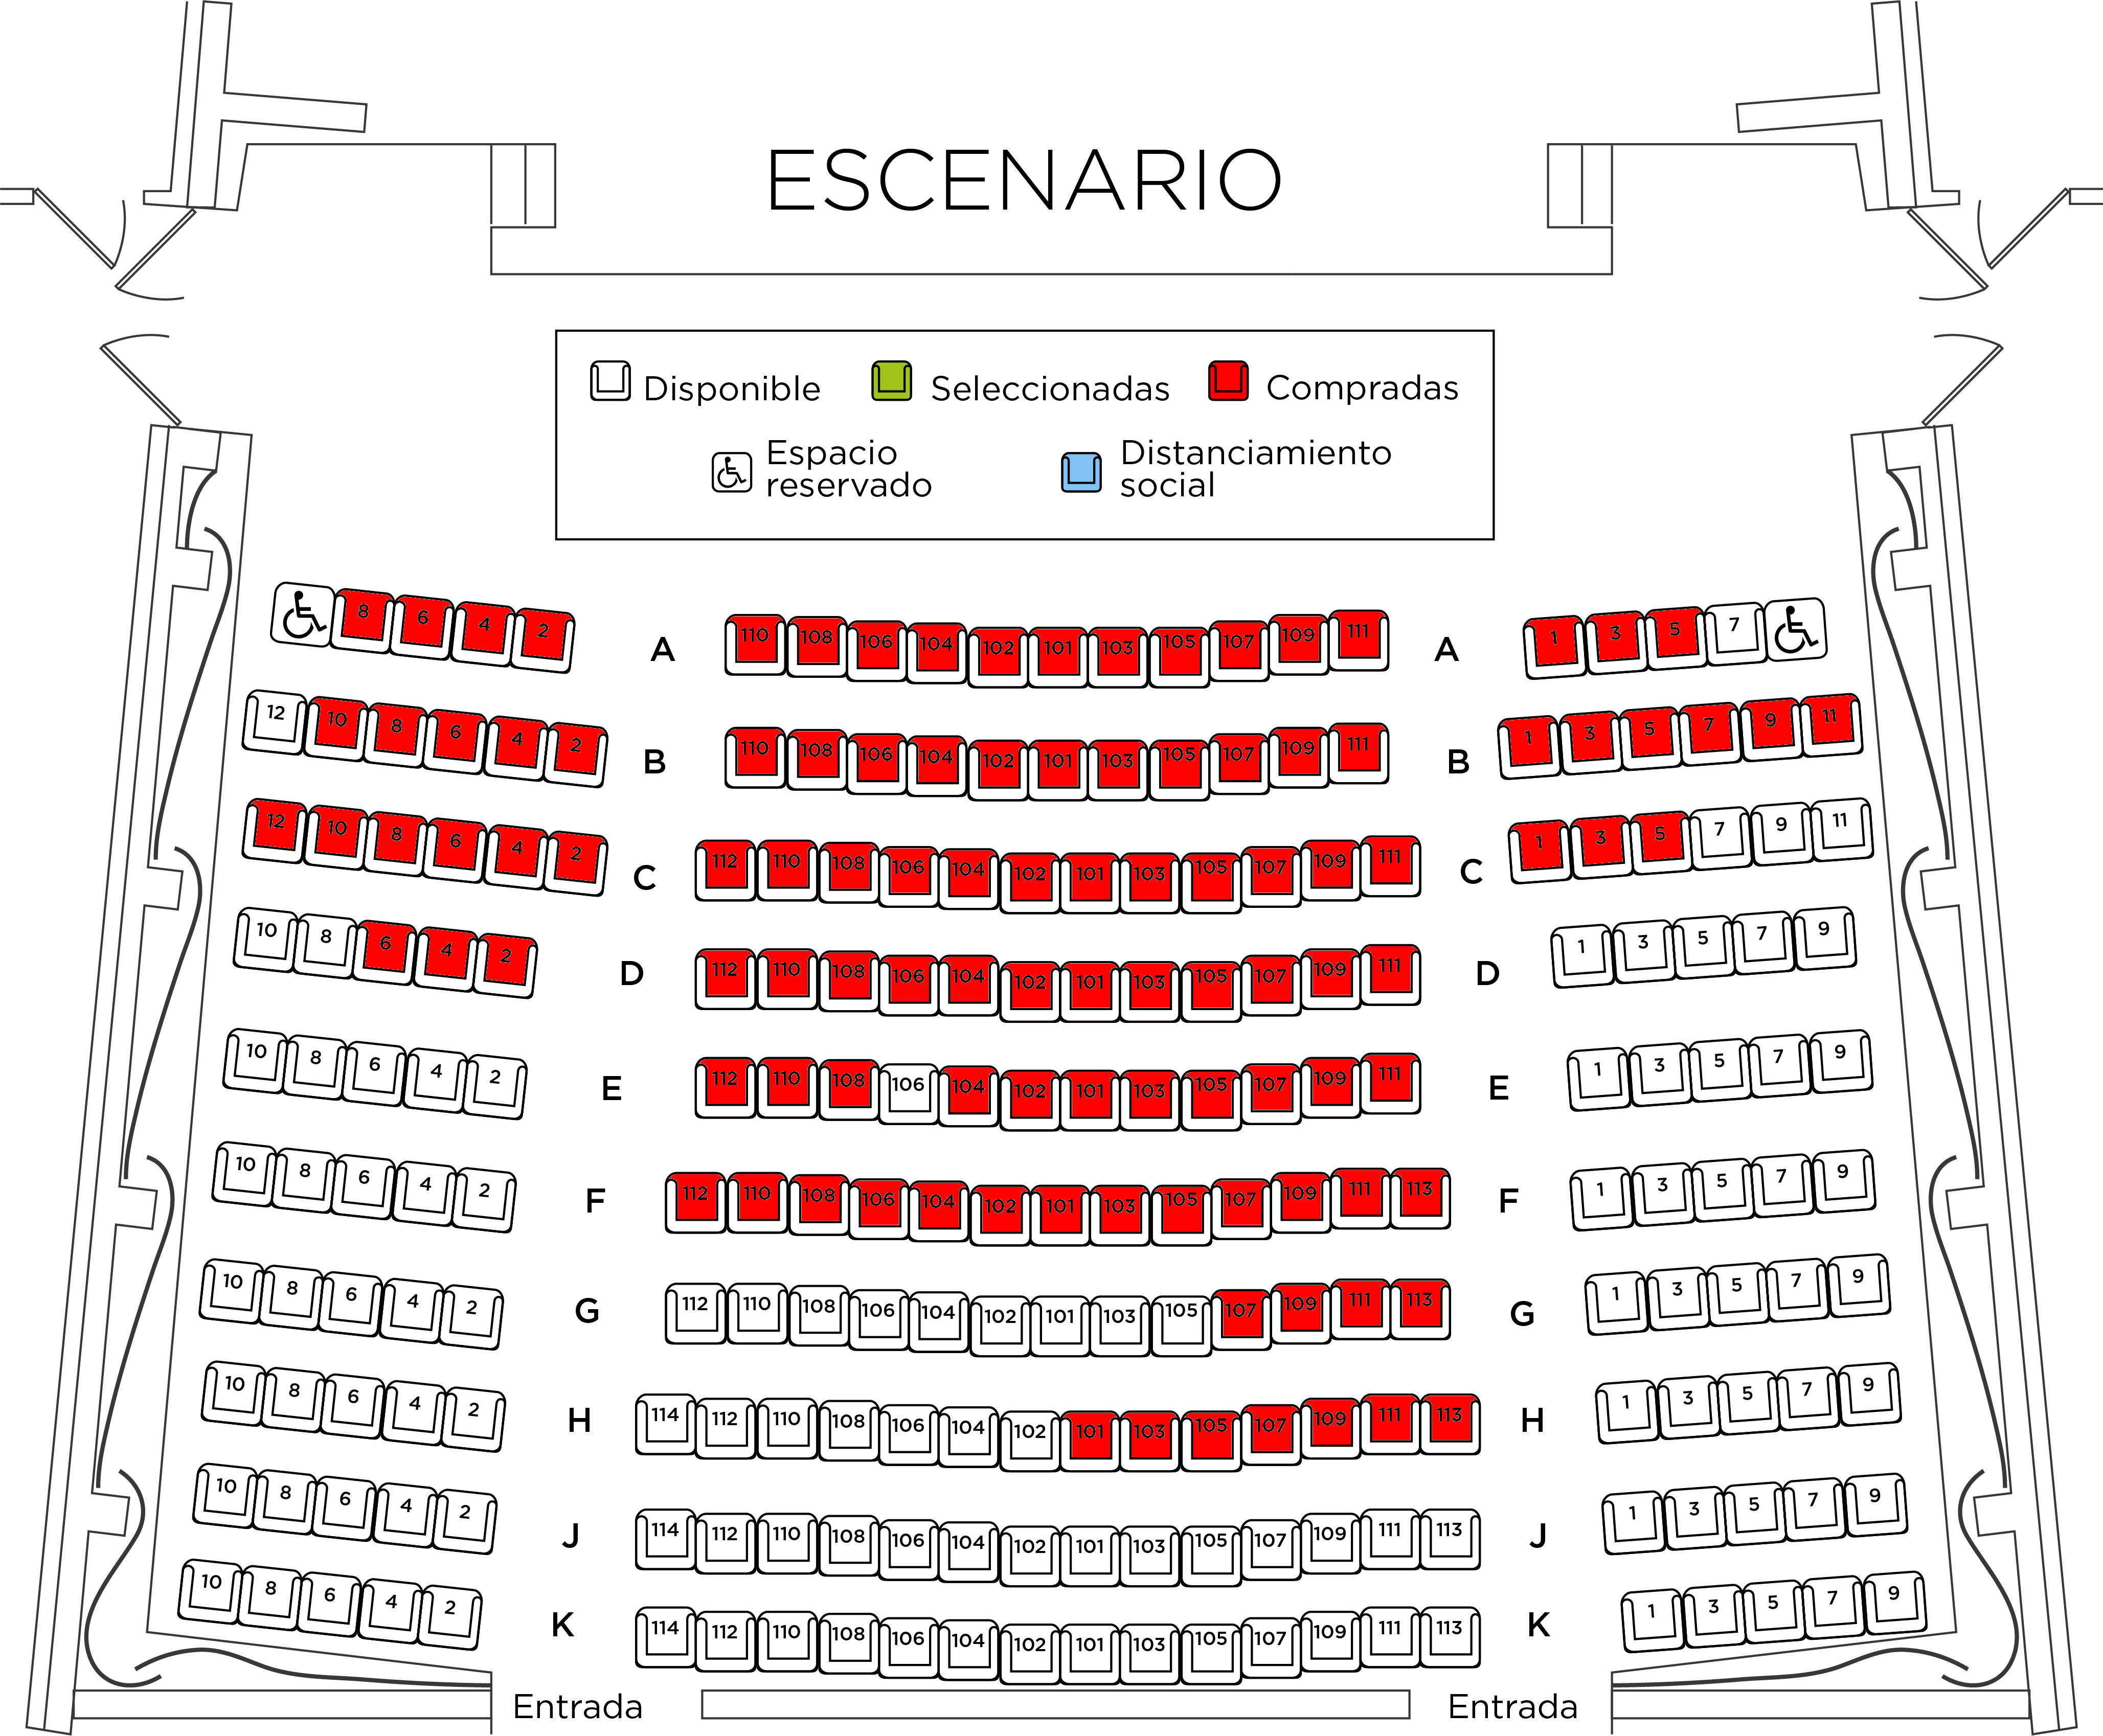 ESCENARIO
Disponible Seleccionadas Compradas
Espacio reservado Distanciamiento social
8 6 4 2 A 110 108 106 104 102 101 103 105 107 109 111 A 1 3 5 7
12 10 8 6 4 2 B 110 108 106 104 102 101 103 105 107 109 111 B 1 3 5 7 9 11
12 10 8 6 4 2 C 112 110 108 106 104 102 101 103 105 107 109 111 C 1 3 5 7 9 11
10 8 6 4 2 D 112 110 108 106 104 102 101 103 105 107 109 111 D 1 3 5 7 9
10 8 6 4 2 E 112 110 108 106 104 102 101 103 105 107 109 111 E 1 3 5 7 9
10 8 6 4 2 F 112 110 108 106 104 102 101 103 105 107 109 111 113 F 1 3 5 7 9
10 8 6 4 2 G 112 110 108 106 104 102 101 103 105 107 109 111 113 G 1 3 5 7 9
10 8 6 4 2 H 114 112 110 108 106 104 102 101 103 105 107 109 111 113 H 1 3 5 7 9
10 8 6 4 2 J 114 112 110 108 106 104 102 101 103 105 107 109 111 113 J 1 3 5 7 9
10 8 6 4 2 K 114 112 110 108 106 104 102 101 103 105 107 109 111 113 K 1 3 5 7 9
Entrada Entrada